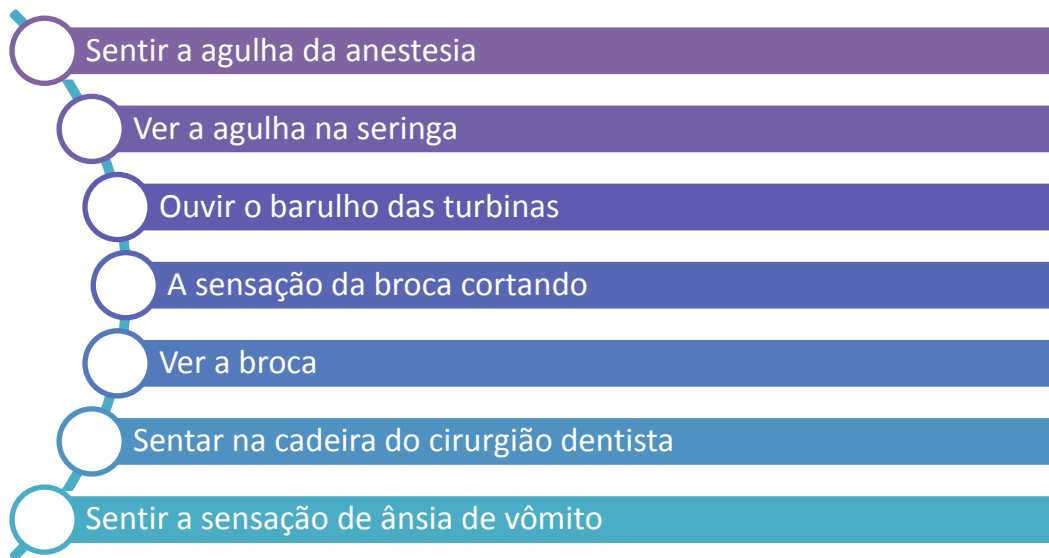 Sentir a agulha da anestesia
Ver a agulha na seringa
Ouvir o barulho das turbinas
A sensação da broca cortando
Ver a broca
Sentar na cadeira do cirurgião dentista
Sentir a sensação de ânsia de vômito